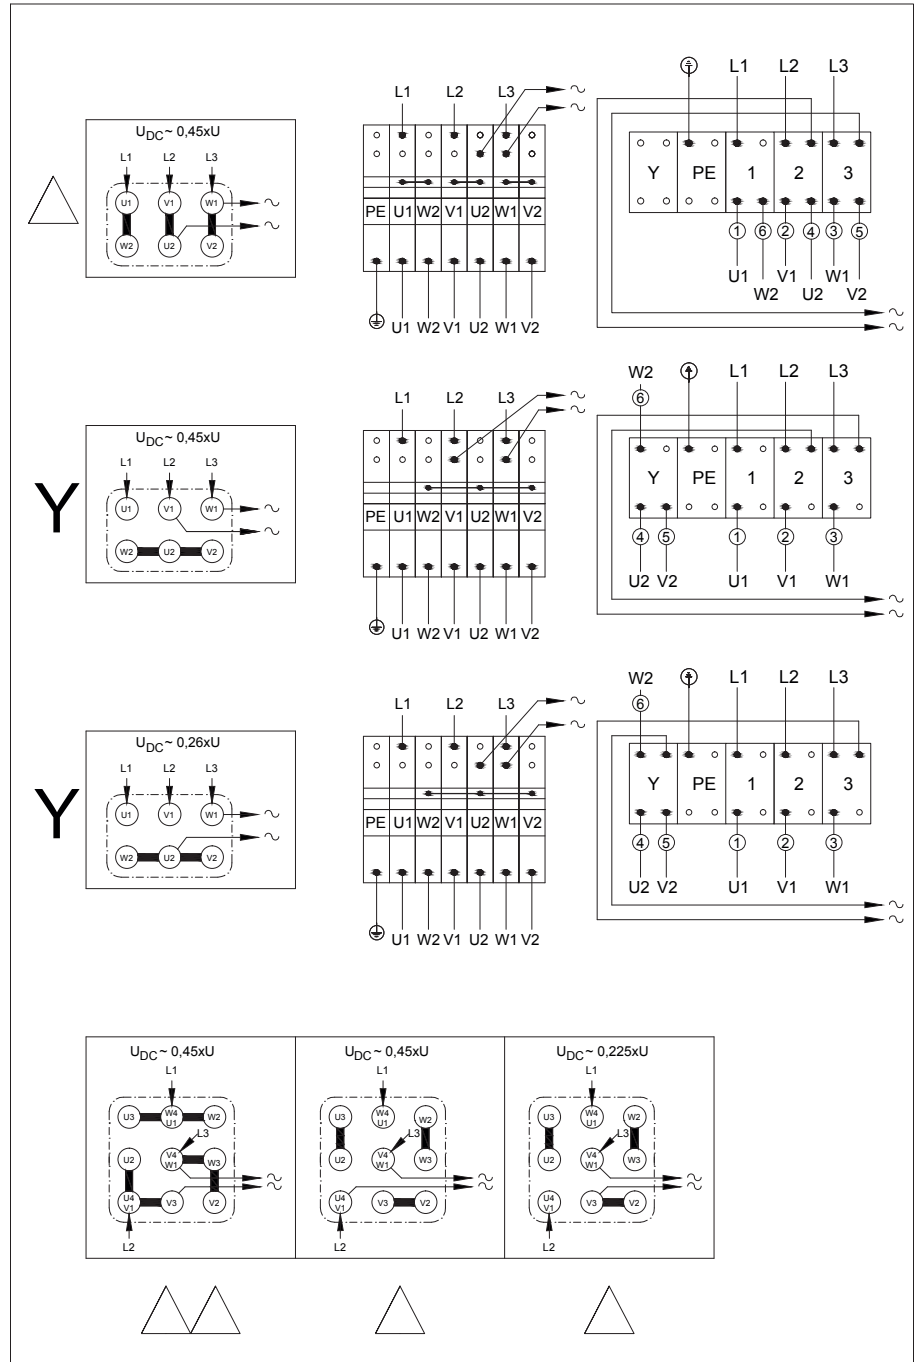 L1 L2 L3
U_DC ~ 0,45xU
L1 L2 L3
U1 V1 W1 ~
W2 U2 V2 ~
L1 L2 L3 ~
~
PE U1 W2 V1 U2 W1 V2
U1 W2 V1 U2 W1 V2
Y PE 1 2 3
1 6 2 4 3 5
U1 V1 W1
W2 U2 V2
~
~
Y
U_DC ~ 0,45xU
L1 L2 L3
U1 V1 W1 ~
~
W2 U2 V2
L1 L2 L3 ~
~
PE U1 W2 V1 U2 W1 V2
U1 W2 V1 U2 W1 V2
W2 L1 L2 L3
6
Y PE 1 2 3
4 5 1 2 3
U2 V2 U1 V1 W1
~
~
Y
U_DC ~ 0,26xU
L1 L2 L3
U1 V1 W1 ~
~
W2 U2 V2
L1 L2 L3 ~
~
PE U1 W2 V1 U2 W1 V2
U1 W2 V1 U2 W1 V2
W2 L1 L2 L3
6
Y PE 1 2 3
4 5 1 2 3
U2 V2 U1 V1 W1
~
~
U_DC ~ 0,45xU
L1
U3 W4 U1 W2
L3
U2 V4 W1 W3
~
~
U4 V1 V3 V2
L2
U_DC ~ 0,45xU
L1
U3 W4 U1 W2
L3
U2 V4 W1 W3
~
~
U4 V1 V3 V2
L2
U_DC ~ 0,225xU
L1
U3 W4 U1 W2
L3
U2 V4 W1 W3
~
~
U4 V1 V3 V2
L2